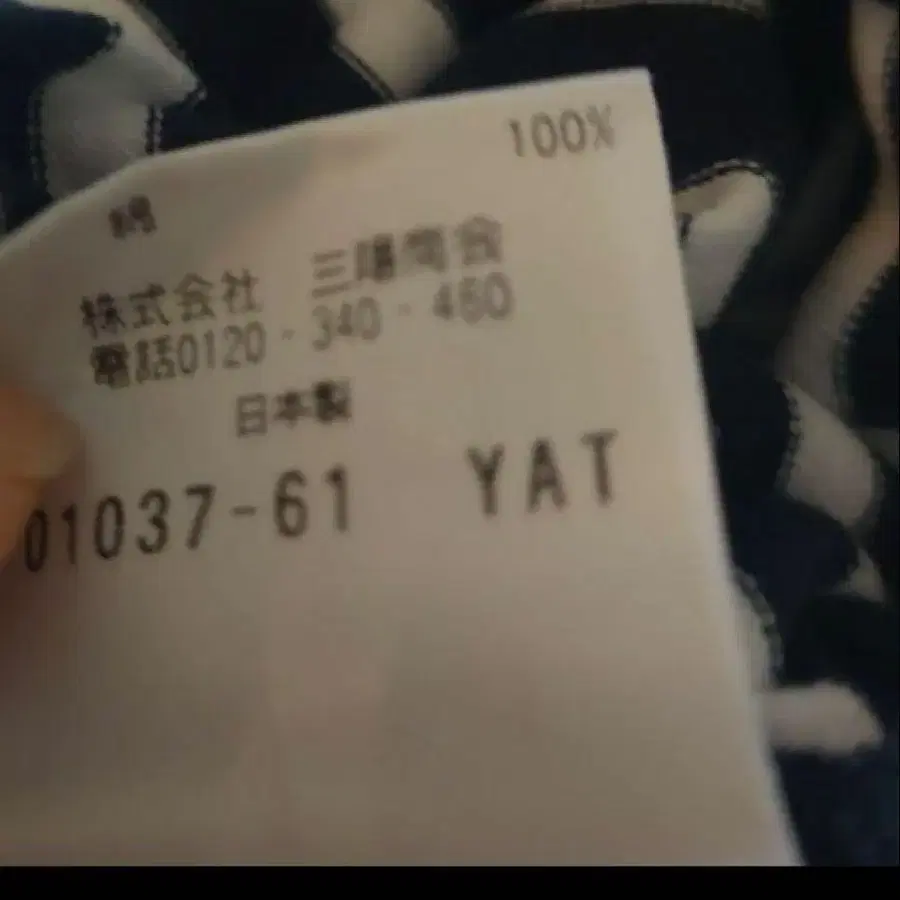 綿 100%
株式会社 三陽商会
電話0120-340-460
日本製
01037-61 YAT